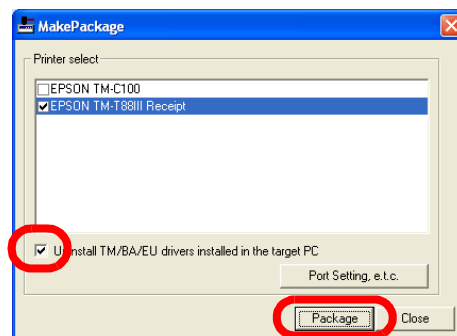 MakePackage
Printer select
EPSON TM-C100
EPSON TM-T88III Receipt
Uninstall TM/BA/EU drivers installed in the target PC
Port Setting, e.t.c.
Package
Close